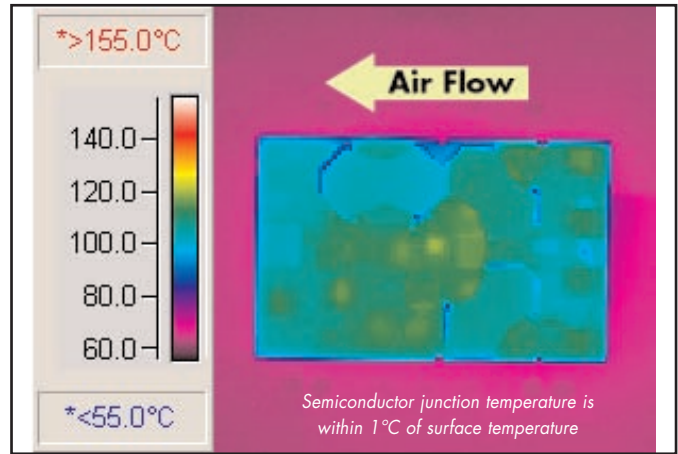 *>155.0°C
Air Flow
140.0
120.0
100.0
80.0
60.0
*<55.0°C
Semiconductor junction temperature is
within 1°C of surface temperature